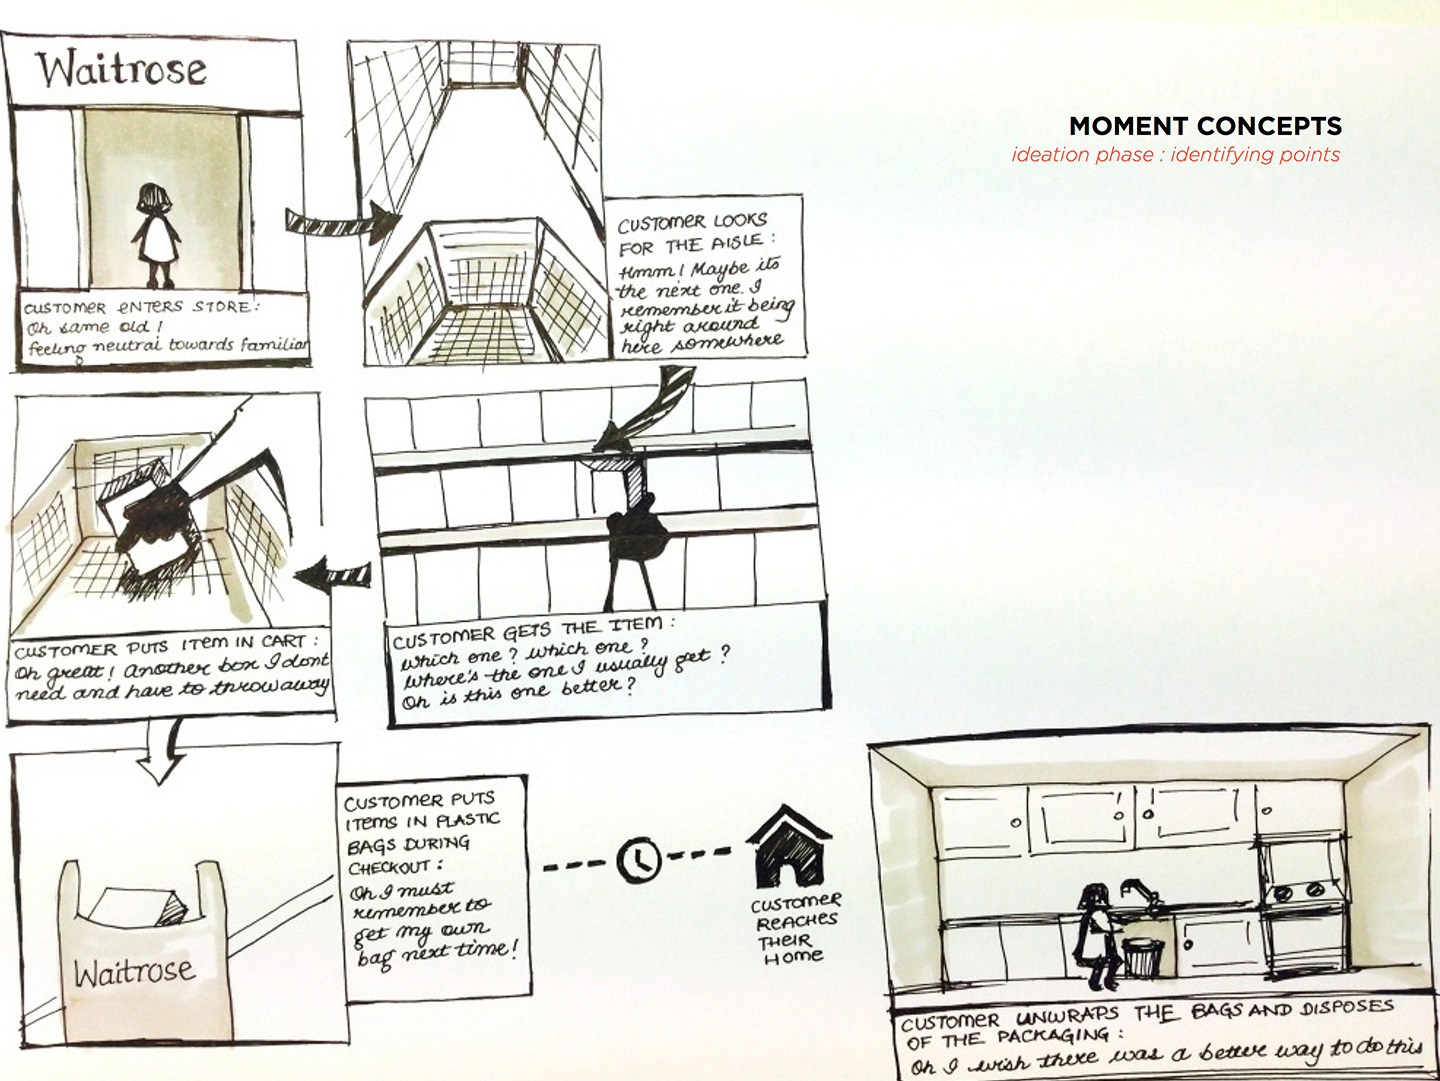 MOMENT CONCEPTS
ideation phase : identifying points
Waitrose
CUSTOMER ENTERS STORE:
Oh same old!
feeling neutral towards familiar
CUSTOMER LOOKS
FOR THE AISLE :
Hmm! Maybe its
the next one. I
remember it being
right around
here somewhere
CUSTOMER GETS THE ITEM :
Which one? which one?
Where's the one I usually get ?
Oh is this one better?
CUSTOMER PUTS ITEM IN CART :
Oh great! Another box I dont
need and have to throw away
Waitrose
CUSTOMER PUTS
ITEMS IN PLASTIC
BAGS DURING
CHECKOUT :
Oh I must
remember to
get my own
bag next time!
CUSTOMER
REACHES
THEIR
HOME
CUSTOMER UNWRAPS THE BAGS AND DISPOSES
OF THE PACKAGING :
Oh I wish there was a better way to do this